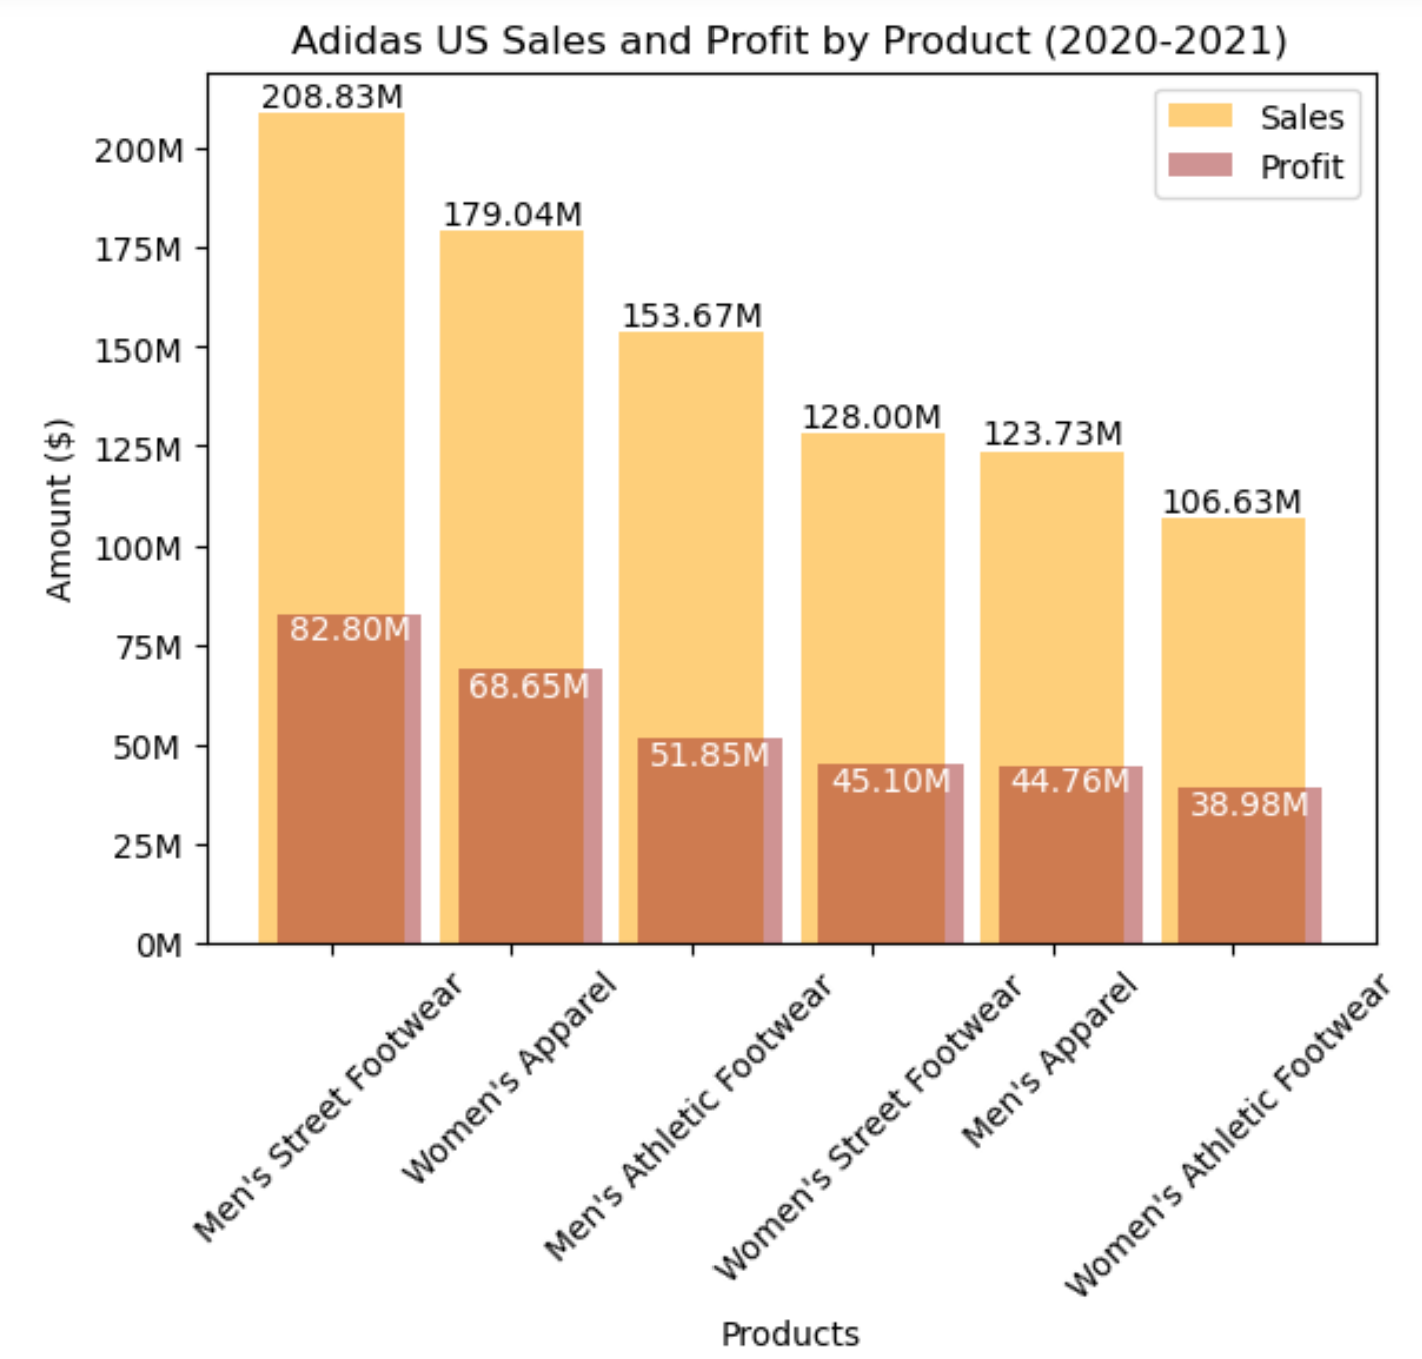 Adidas US Sales and Profit by Product (2020-2021)
Sales
Profit
208.83M
179.04M
153.67M
128.00M
123.73M
106.63M
82.80M
68.65M
51.85M
45.10M
44.76M
38.98M
200M
175M
150M
125M
100M
75M
50M
25M
0M
Amount ($)
Men's Street Footwear
Women's Apparel
Men's Athletic Footwear
Women's Street Footwear
Men's Apparel
Women's Athletic Footwear
Products